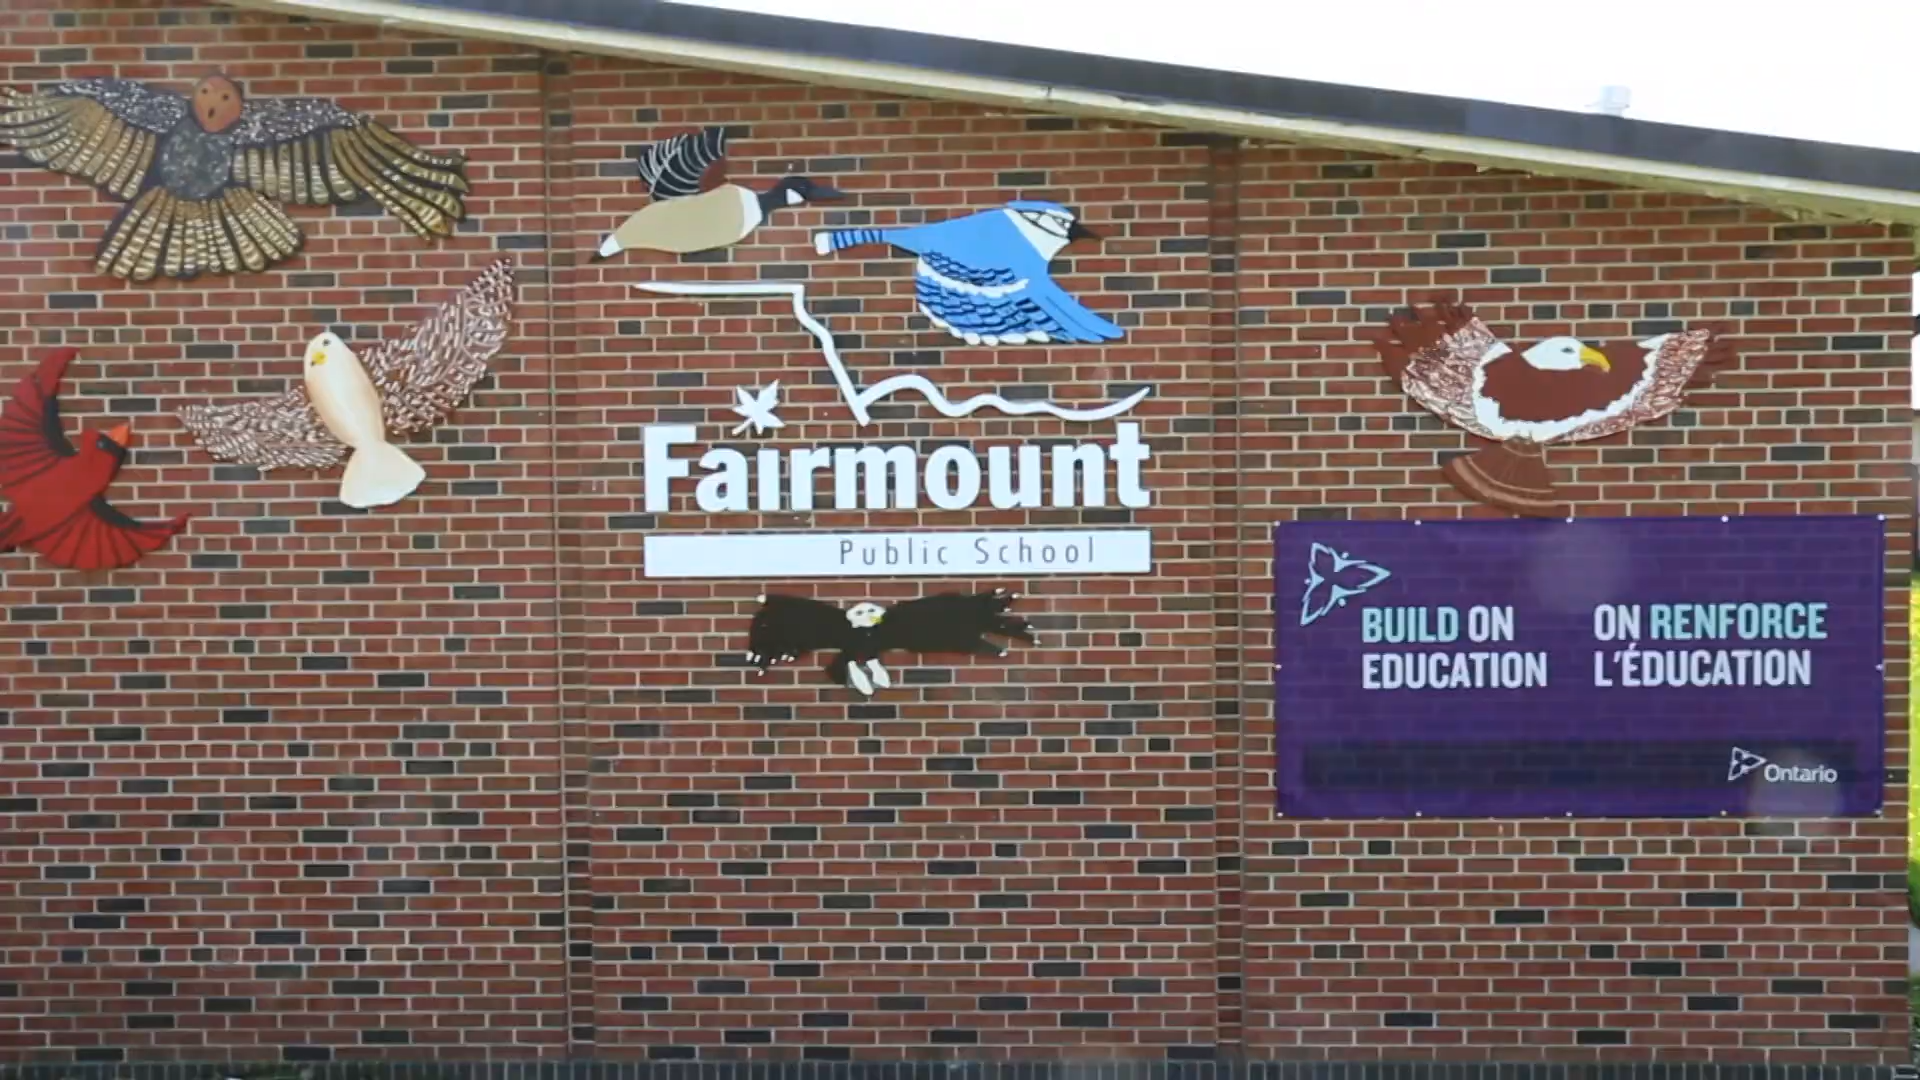 Fairmount
Public School
BUILD ON
EDUCATION
ON RENFORCE
L'ÉDUCATION
Ontario